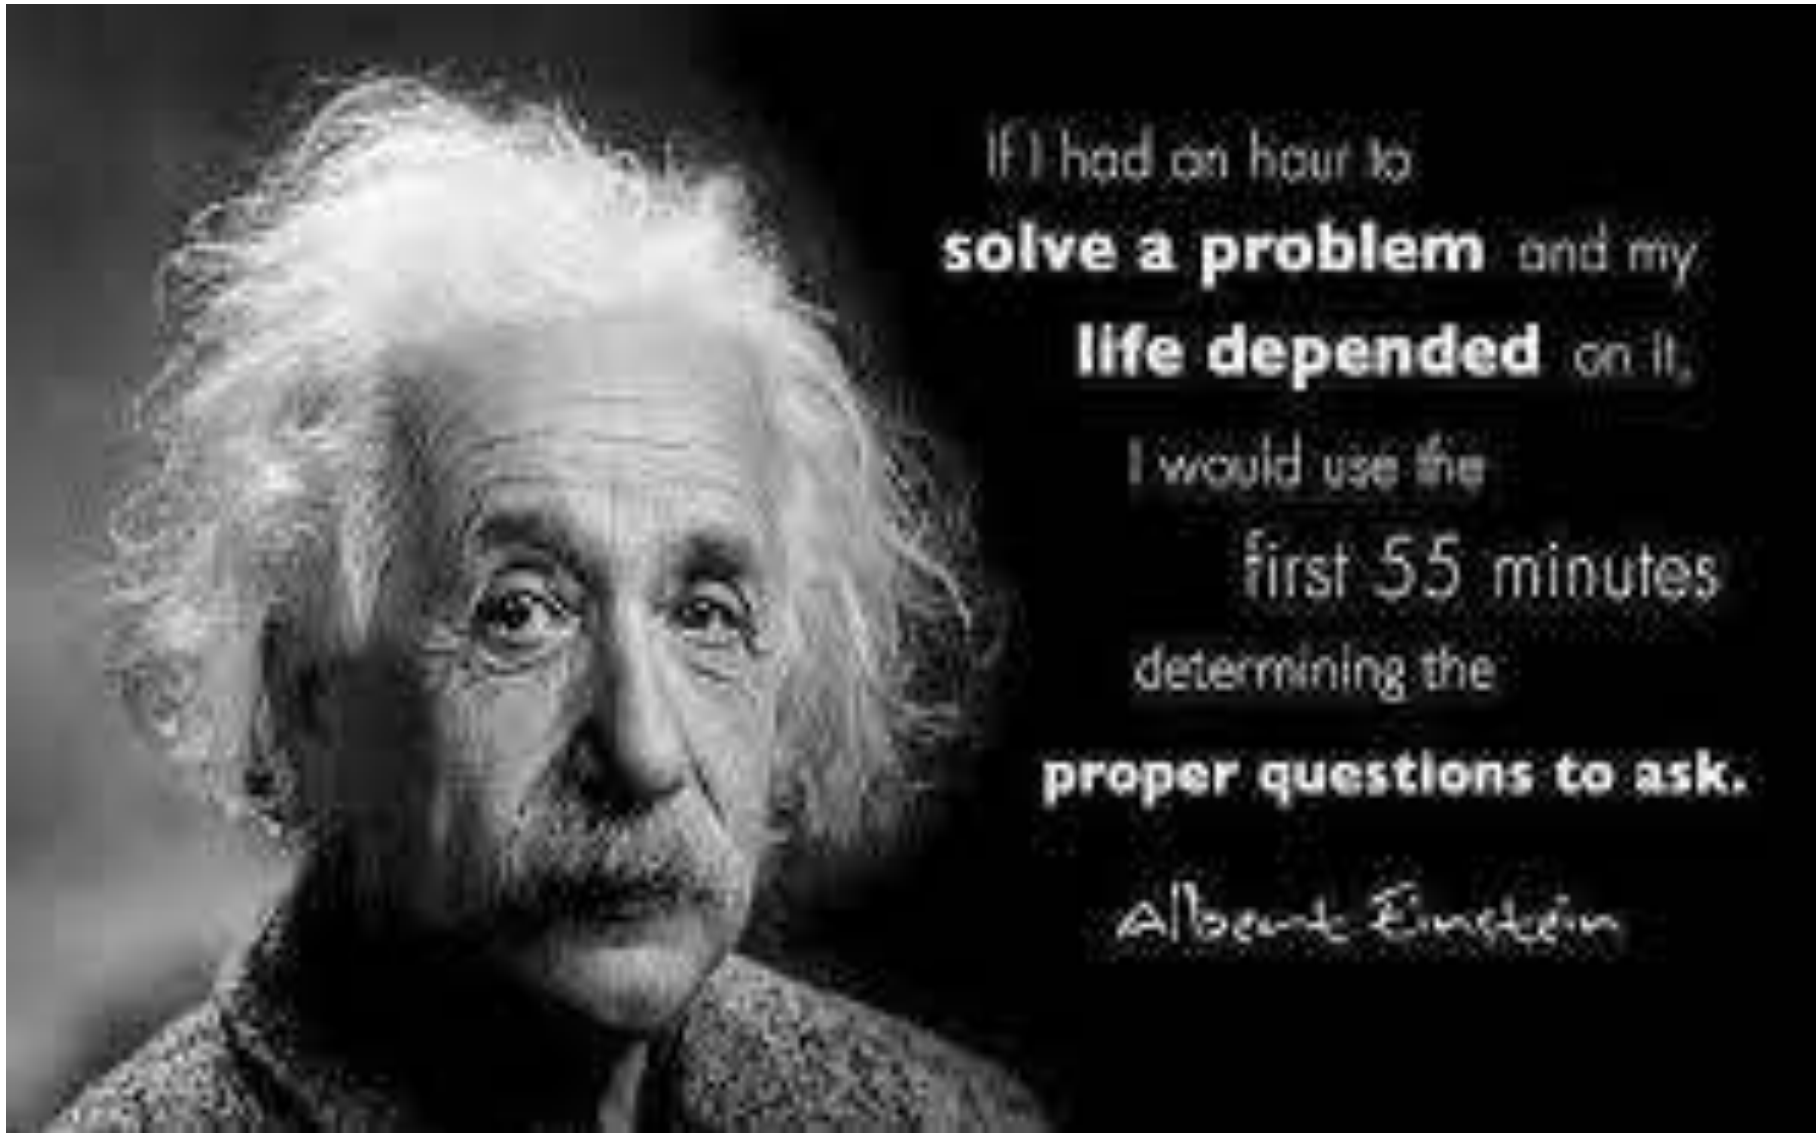 If I had an hour to
solve a problem and my
life depended on it,
I would use the
first 55 minutes
determining the
proper questions to ask.
Albert Einstein